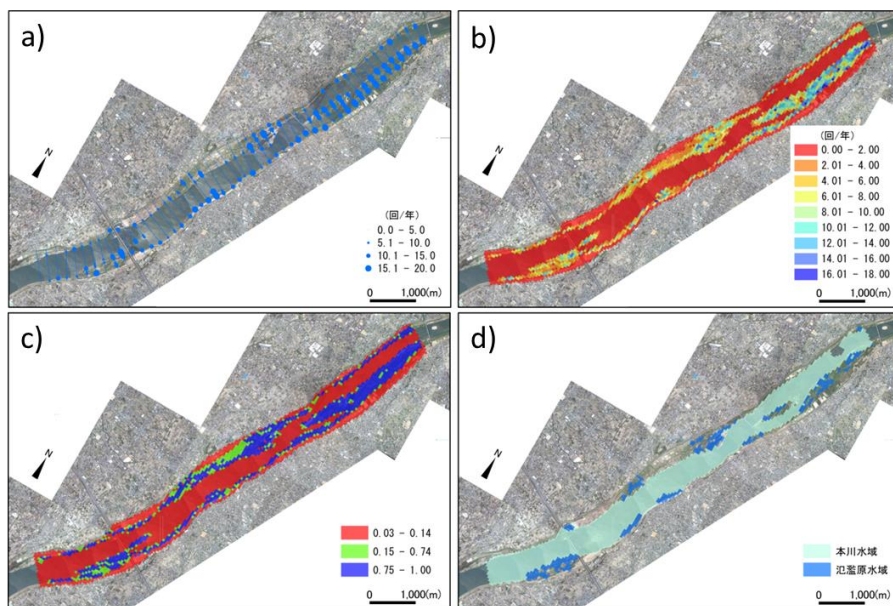 a)
N
(回/年)
0.0 - 5.0
5.1 - 10.0
10.1 - 15.0
15.1 - 20.0
0 1,000(m)
b)
N
(回/年)
0.00 - 2.00
2.01 - 4.00
4.01 - 6.00
6.01 - 8.00
8.01 - 10.00
10.01 - 12.00
12.01 - 14.00
14.01 - 16.00
16.01 - 18.00
0 1,000(m)
c)
N
0.03 - 0.14
0.15 - 0.74
0.75 - 1.00
0 1,000(m)
d)
N
本川水域
氾濫原水域
0 1,000(m)